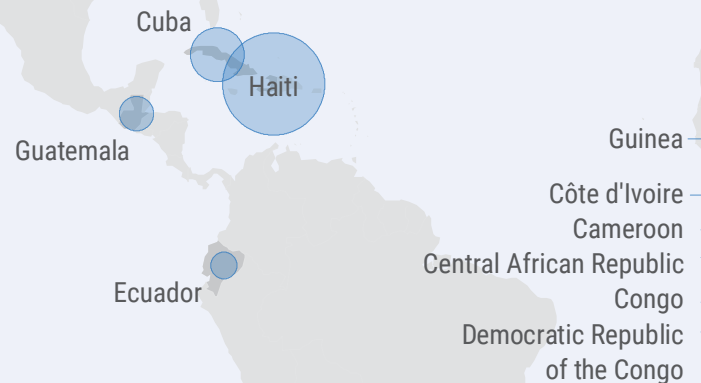 Cuba
Haiti
Guatemala
Guinea
Côte d'Ivoire
Cameroon
Central African Republic
Ecuador
Congo
Democratic Republic
of the Congo